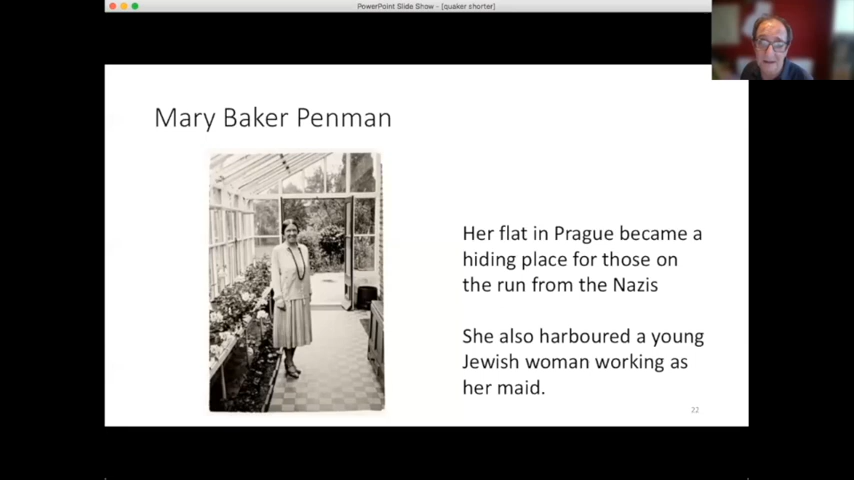 PowerPoint Slide Show - [quaker shorter]
Mary Baker Penman
Her flat in Prague became a
hiding place for those on
the run from the Nazis
She also harboured a young
Jewish woman working as
her maid.
22